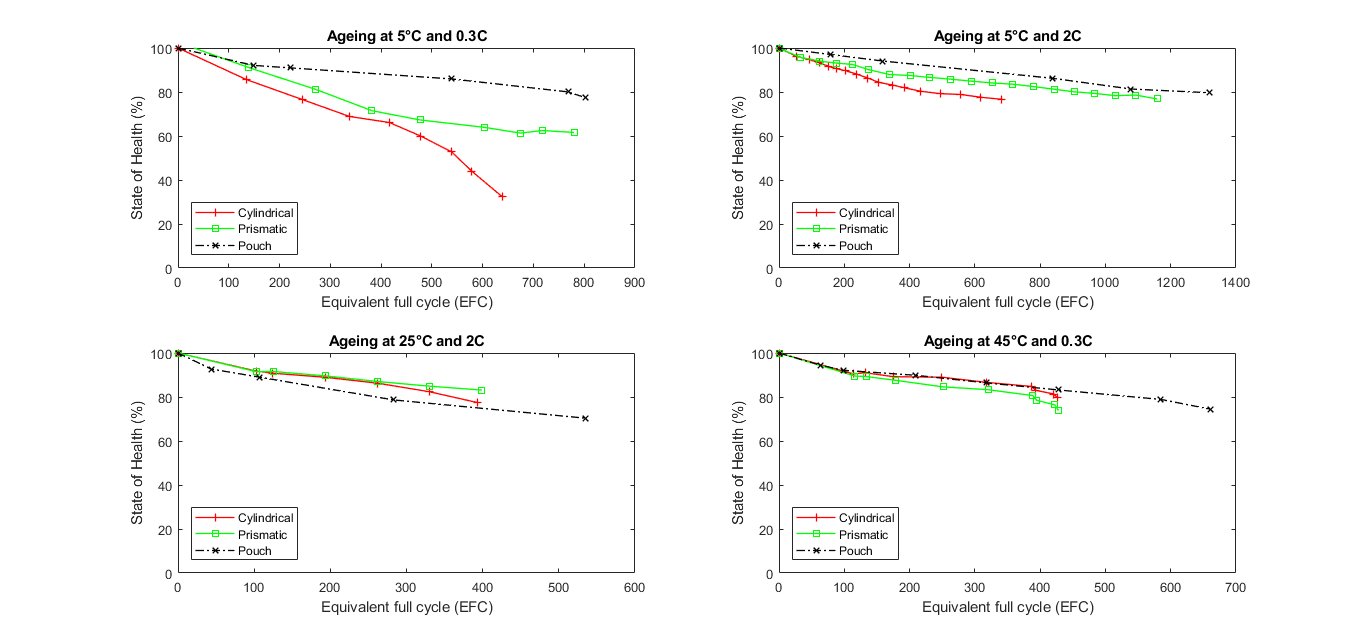 Ageing at 5°C and 0.3C
100
80
60
40
20
0
State of Health (%)
Cylindrical
Prismatic
Pouch
0 100 200 300 400 500 600 700 800 900
Equivalent full cycle (EFC)
Ageing at 5°C and 2C
100
80
60
40
20
0
State of Health (%)
Cylindrical
Prismatic
Pouch
0 200 400 600 800 1000 1200 1400
Equivalent full cycle (EFC)
Ageing at 25°C and 2C
100
80
60
40
20
0
State of Health (%)
Cylindrical
Prismatic
Pouch
0 100 200 300 400 500 600
Equivalent full cycle (EFC)
Ageing at 45°C and 0.3C
100
80
60
40
20
0
State of Health (%)
Cylindrical
Prismatic
Pouch
0 100 200 300 400 500 600 700
Equivalent full cycle (EFC)